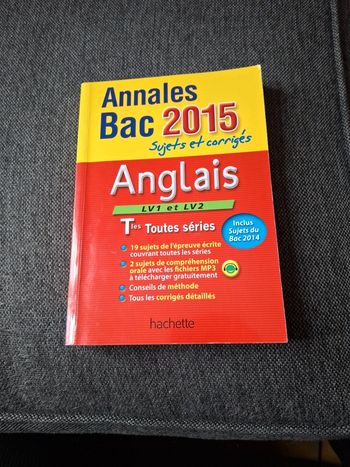 Annales
Bac 2015
Sujets et corrigés
Anglais
LV1 et LV2
Tles Toutes séries
Inclus
Sujets du
Bac 2014
19 sujets de l'épreuve écrite
couvrant toutes les séries
2 sujets de compréhension
orale avec les fichiers MP3
à télécharger gratuitement
Conseils de méthode
Tous les corrigés détaillés
hachette